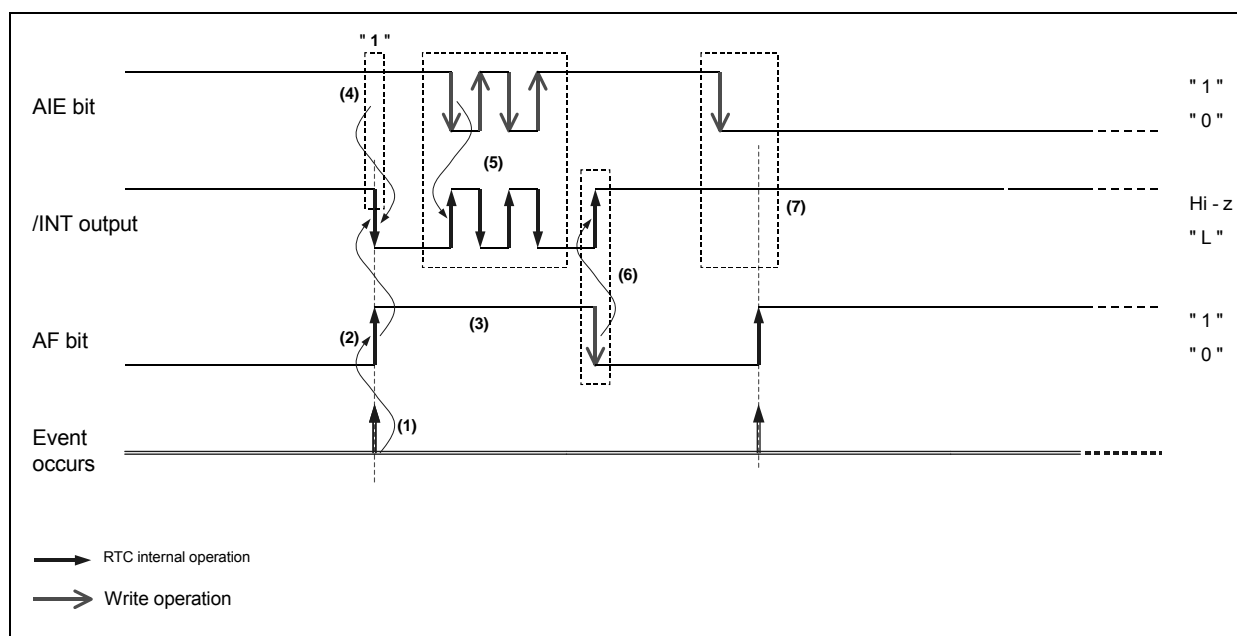 " 1 "
AIE bit
(4)
(5)
" 1 "
" 0 "
/INT output
(6)
(7)
Hi - z
" L "
AF bit
(2)
(3)
" 1 "
" 0 "
Event
occurs
(1)
RTC internal operation
Write operation